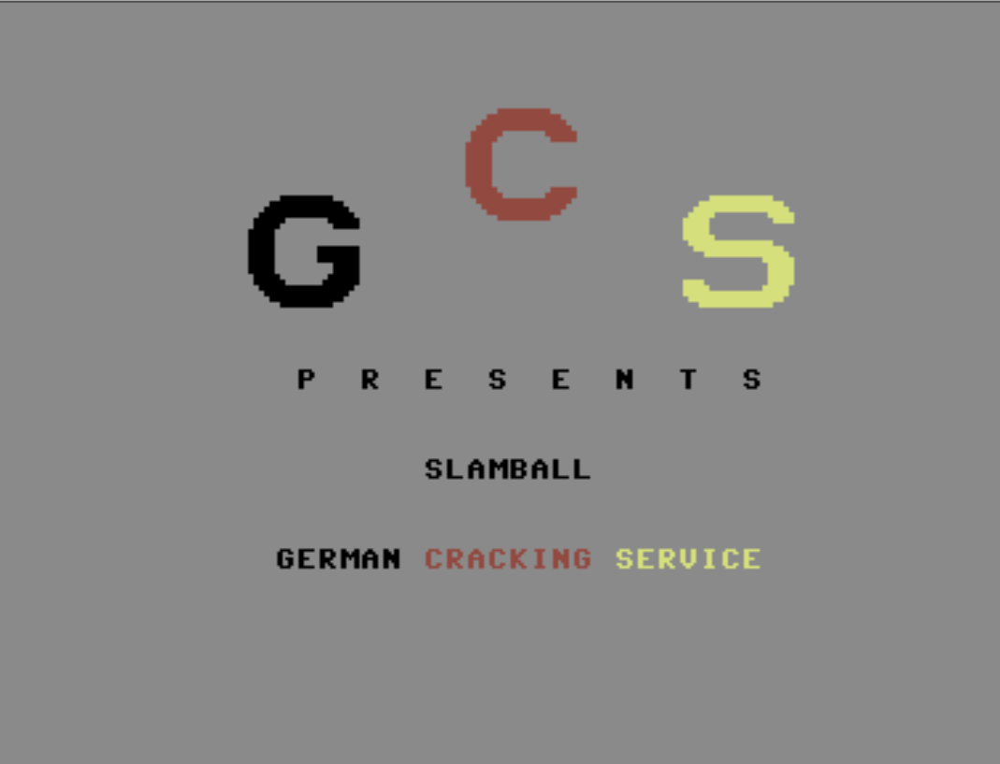 G C S
P R E S E N T S
SLAMBALL
GERMAN CRACKING SERVICE